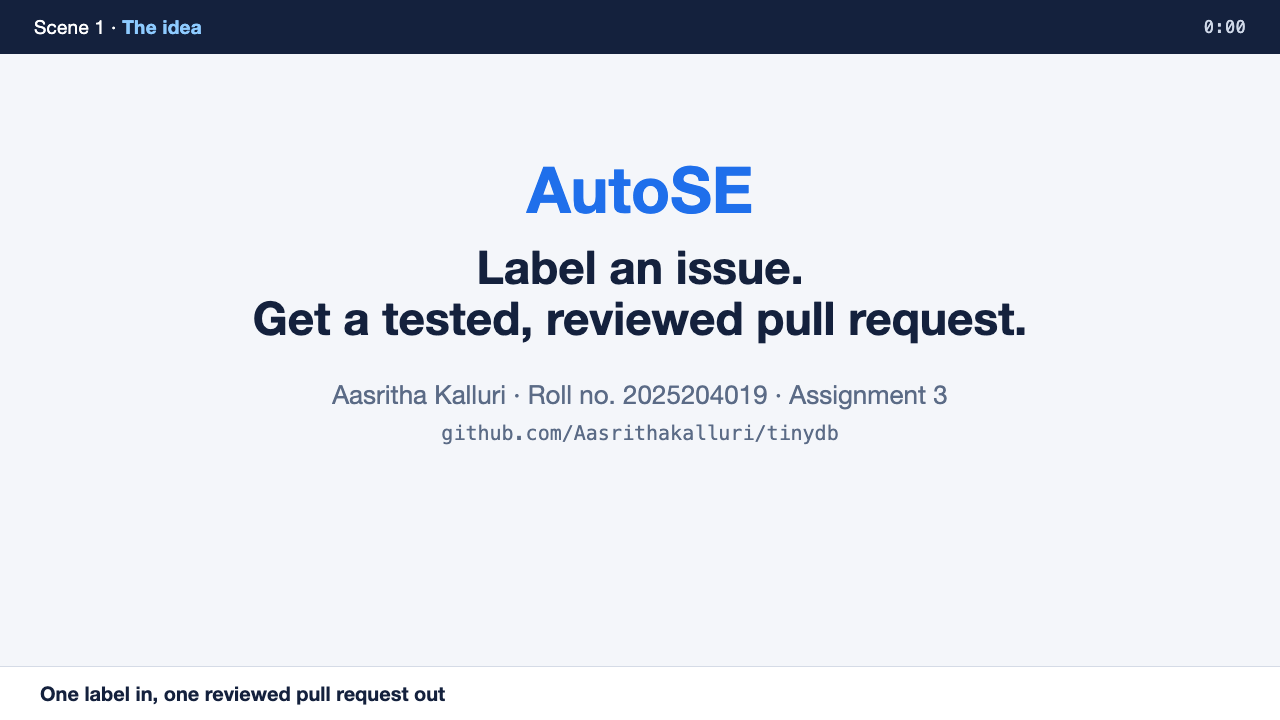 Scene 1 · The idea
0:00
AutoSE
Label an issue.
Get a tested, reviewed pull request.
Aasritha Kalluri · Roll no. 2025204019 · Assignment 3
github.com/Aasrithakalluri/tinydb
One label in, one reviewed pull request out